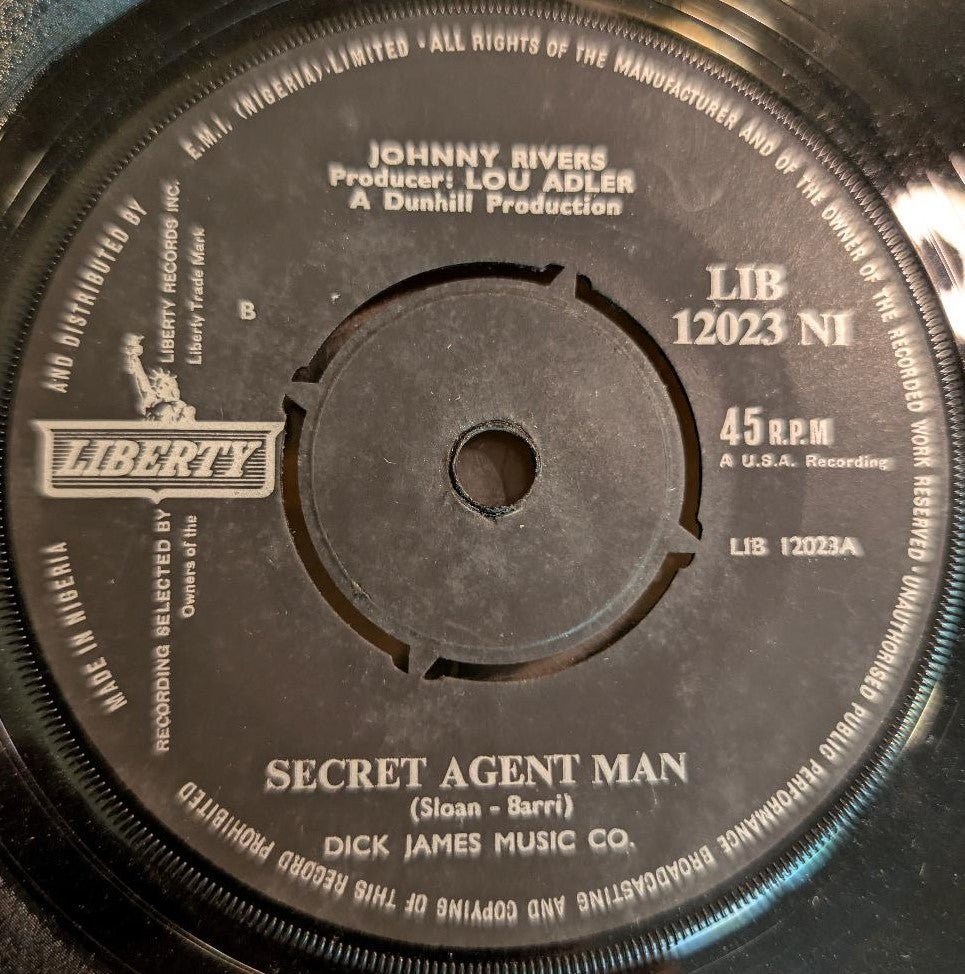 MADE IN NIGERIA AND DISTRIBUTED BY E.M.I. (NIGERIA) LIMITED · ALL RIGHTS OF THE MANUFACTURER AND OF THE OWNER OF THE RECORDED WORK RESERVED · UNAUTHORISED PUBLIC PERFORMANCE BROADCASTING AND COPYING OF THIS RECORD PROHIBITED
JOHNNY RIVERS
Producer: LOU ADLER
A Dunhill Production
RECORDING SELECTED BY LIBERTY RECORDS INC.
Owners of the Liberty Trade Mark
LIBERTY
B
LIB
12023 NI
45 R.P.M
A U.S.A. Recording
LIB 12023A
SECRET AGENT MAN
(Sloan - 8arri)
DICK JAMES MUSIC CO.